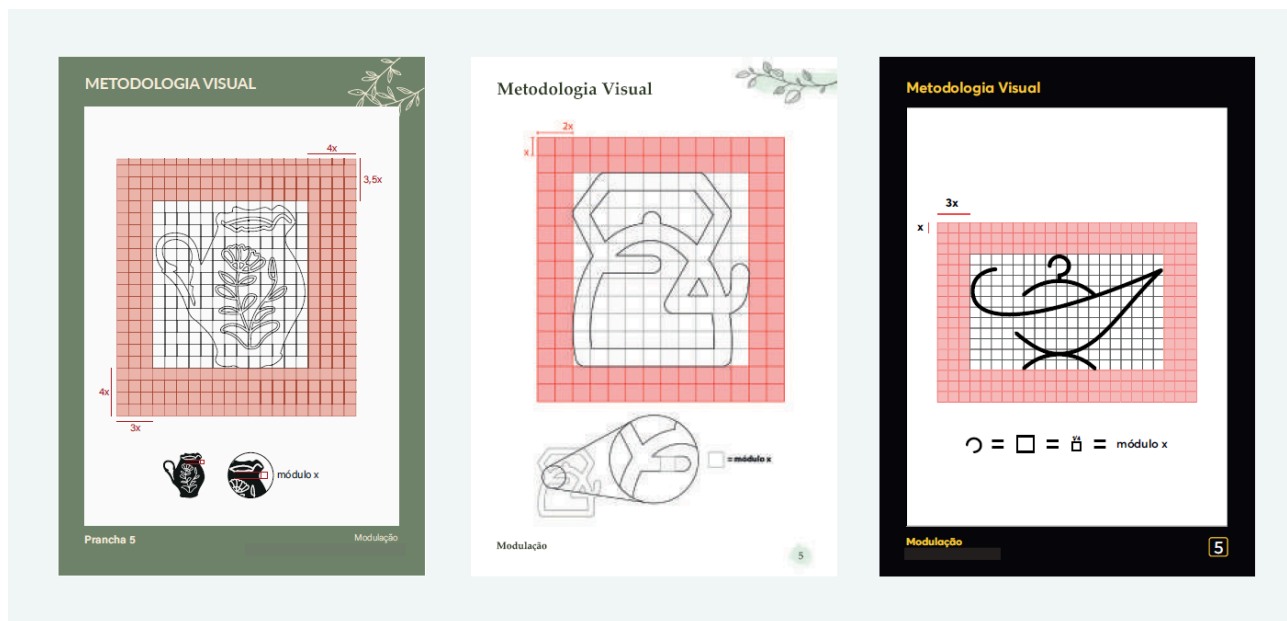 METODOLOGIA VISUAL
4x
3,5x
4x
3x
módulo x
Prancha 5
Modulação
Metodologia Visual
2x
x
= módulo x
Modulação
5
Metodologia Visual
3x
x
= = = módulo x
Modulação
5